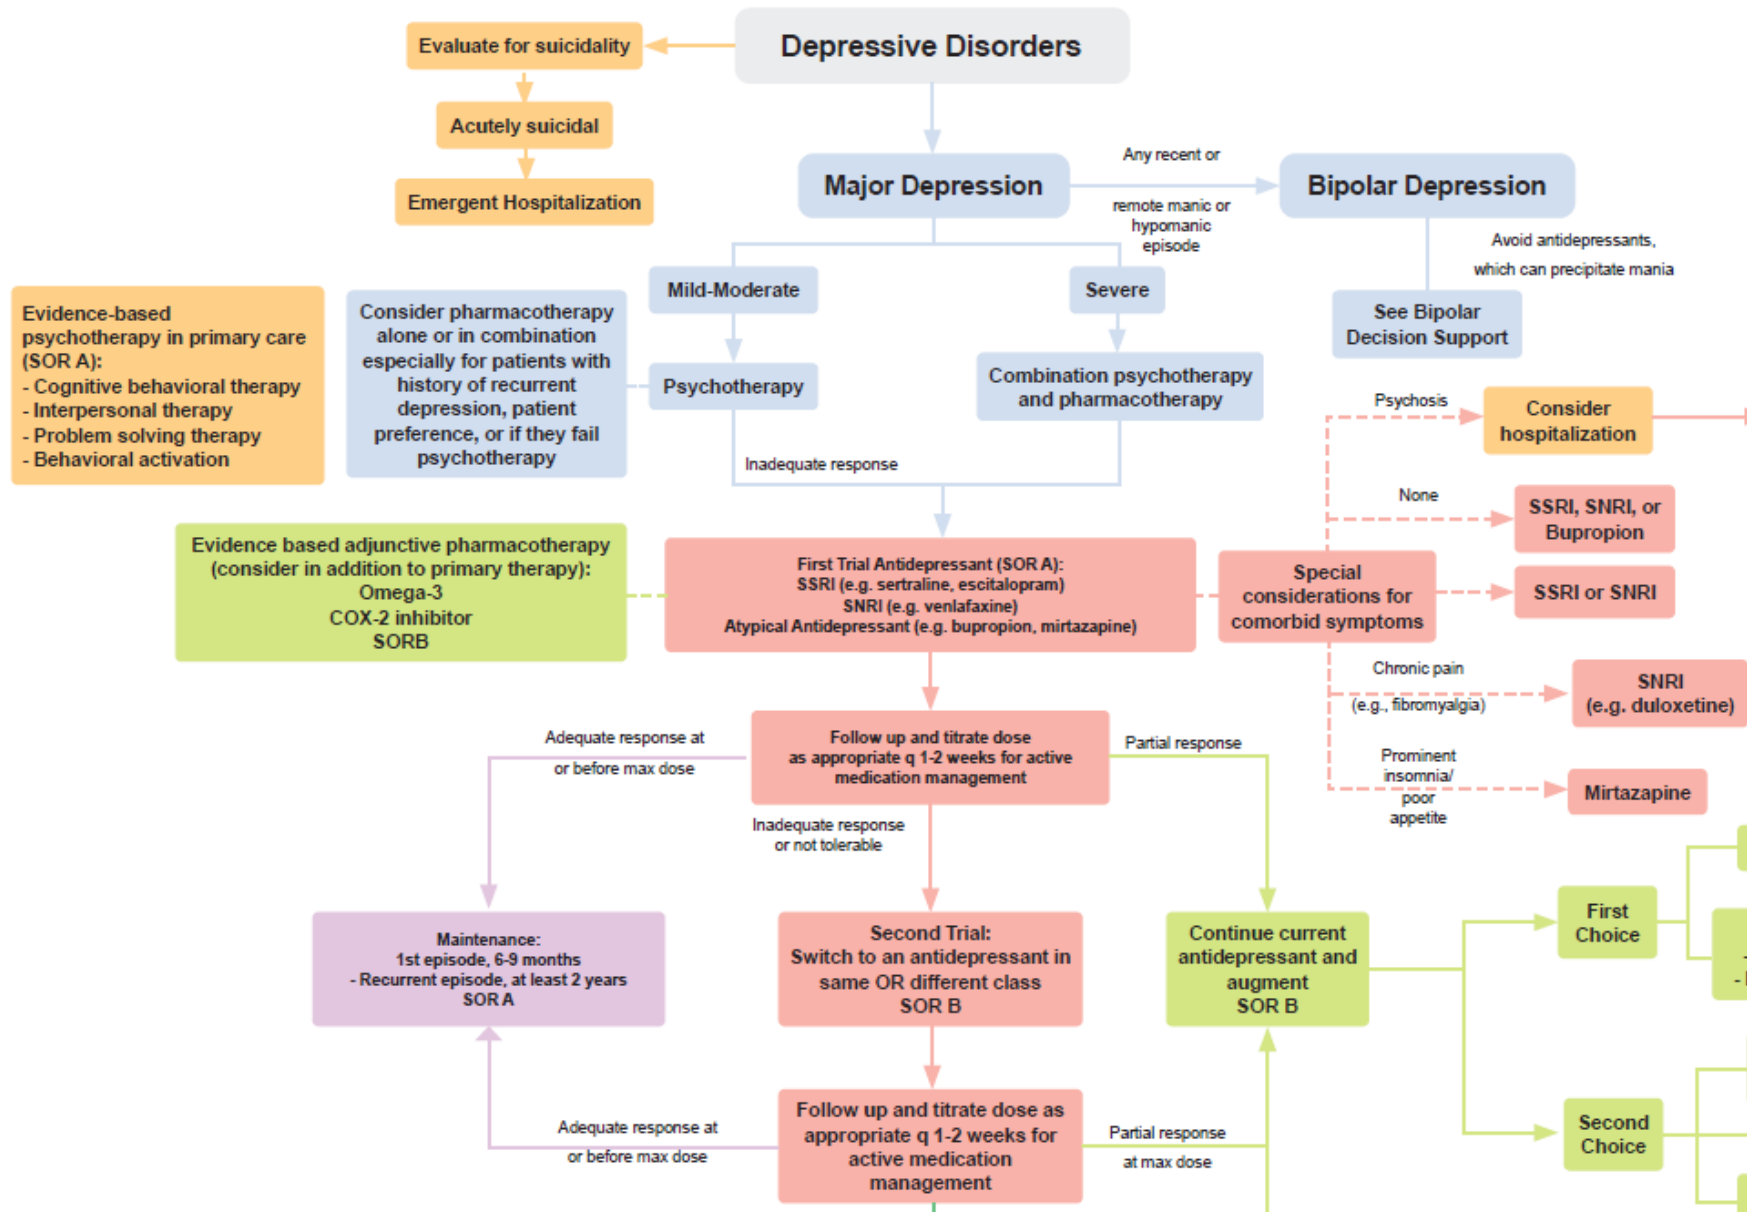 Depressive Disorders
Evaluate for suicidality
Acutely suicidal
Emergent Hospitalization
Major Depression
Any recent or
remote manic or
hypomanic
episode
Bipolar Depression
Avoid antidepressants,
which can precipitate mania
See Bipolar
Decision Support
Mild-Moderate
Severe
Evidence-based
psychotherapy in primary care
(SOR A):
- Cognitive behavioral therapy
- Interpersonal therapy
- Problem solving therapy
- Behavioral activation
Consider pharmacotherapy
alone or in combination
especially for patients with
history of recurrent
depression, patient
preference, or if they fail
psychotherapy
Psychotherapy
Combination psychotherapy
and pharmacotherapy
Inadequate response
Psychosis
Consider
hospitalization
None
SSRI, SNRI, or
Bupropion
Evidence based adjunctive pharmacotherapy
(consider in addition to primary therapy):
Omega-3
COX-2 inhibitor
SORB
First Trial Antidepressant (SOR A):
SSRI (e.g. sertraline, escitalopram)
SNRI (e.g. venlafaxine)
Atypical Antidepressant (e.g. bupropion, mirtazapine)
Special
considerations for
comorbid symptoms
SSRI or SNRI
Chronic pain
(e.g., fibromyalgia)
SNRI
(e.g. duloxetine)
Prominent
insomnia/
poor
appetite
Mirtazapine
Follow up and titrate dose
as appropriate q 1-2 weeks for active
medication management
Adequate response at
or before max dose
Partial response
Inadequate response
or not tolerable
Maintenance:
1st episode, 6-9 months
- Recurrent episode, at least 2 years
SOR A
Second Trial:
Switch to an antidepressant in
same OR different class
SOR B
Continue current
antidepressant and
augment
SOR B
First
Choice
Follow up and titrate dose as
appropriate q 1-2 weeks for
active medication
management
Adequate response at
or before max dose
Partial response
at max dose
Second
Choice